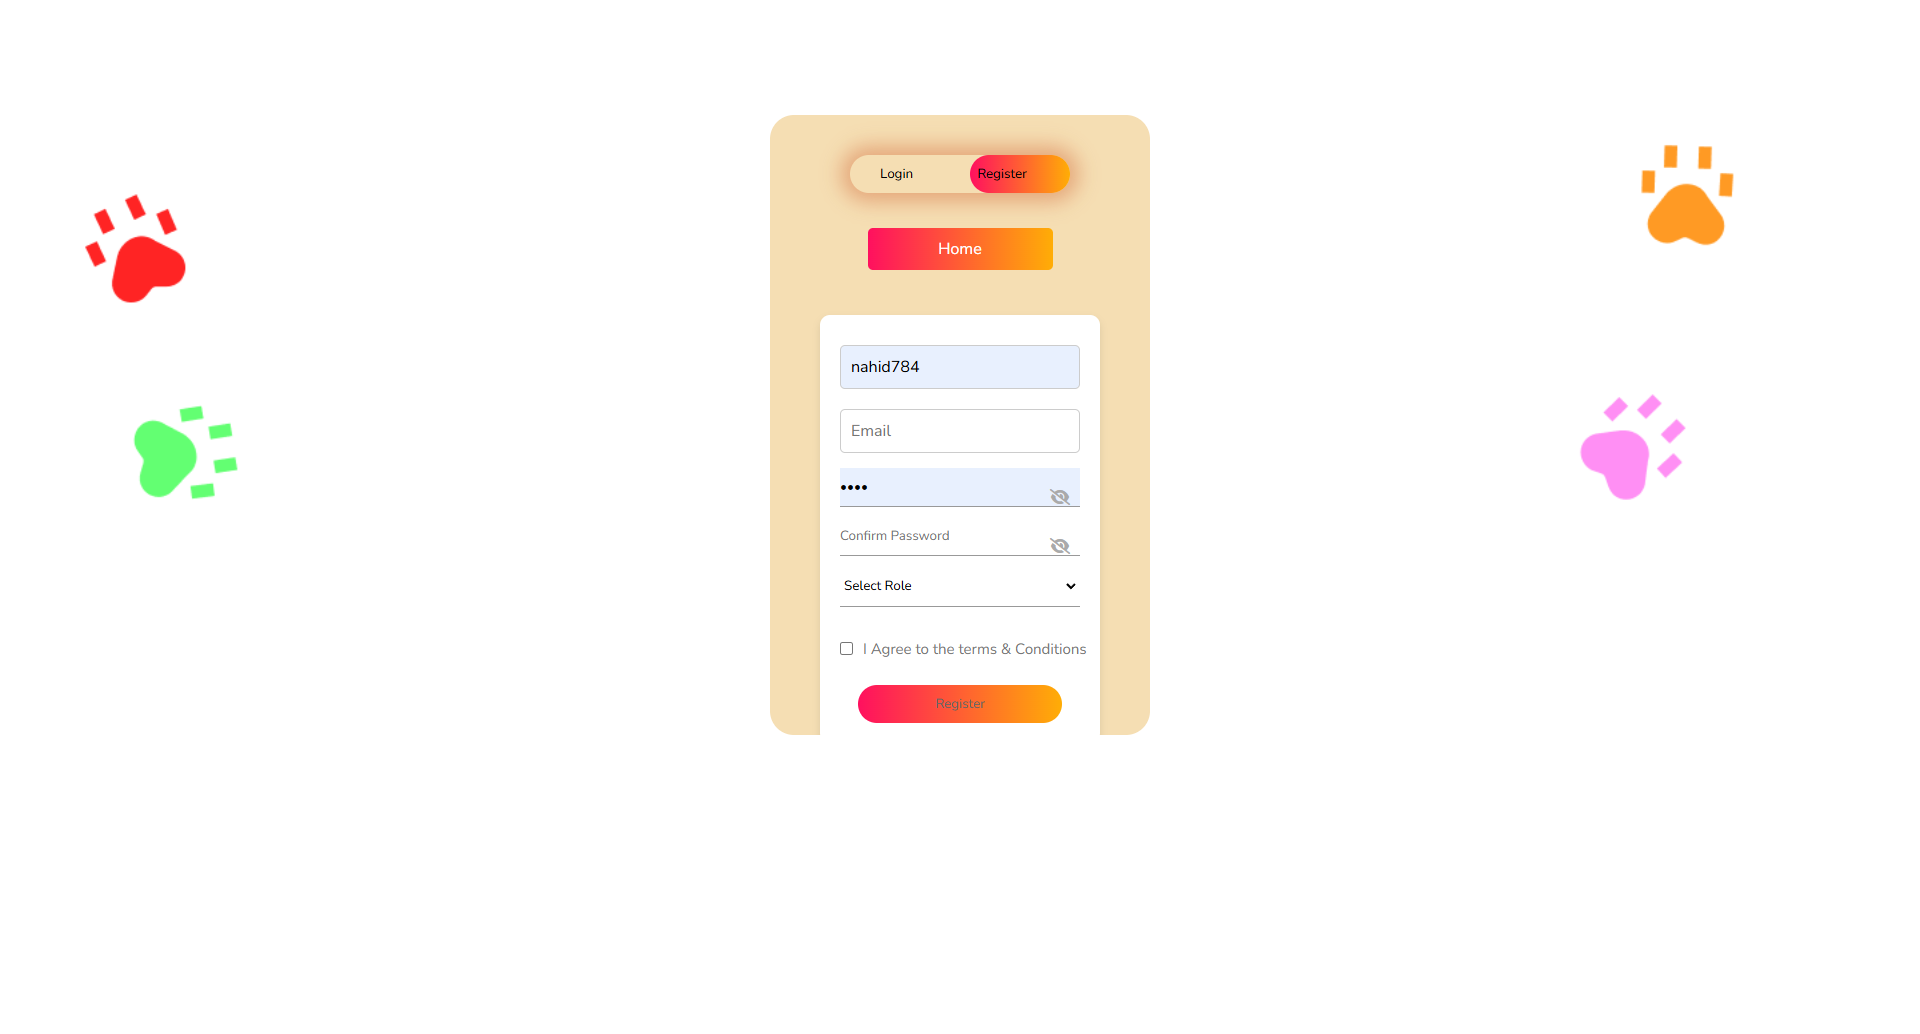 Login Register
Home
nahid784
Email
••••
Confirm Password
Select Role
I Agree to the terms & Conditions
Register